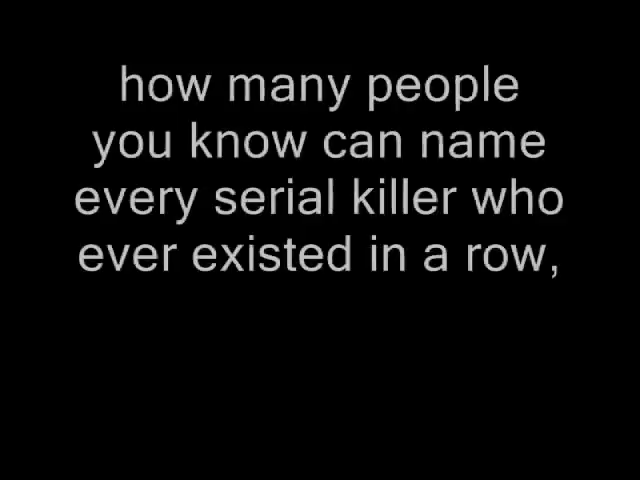 how many people
you know can name
every serial killer who
ever existed in a row,